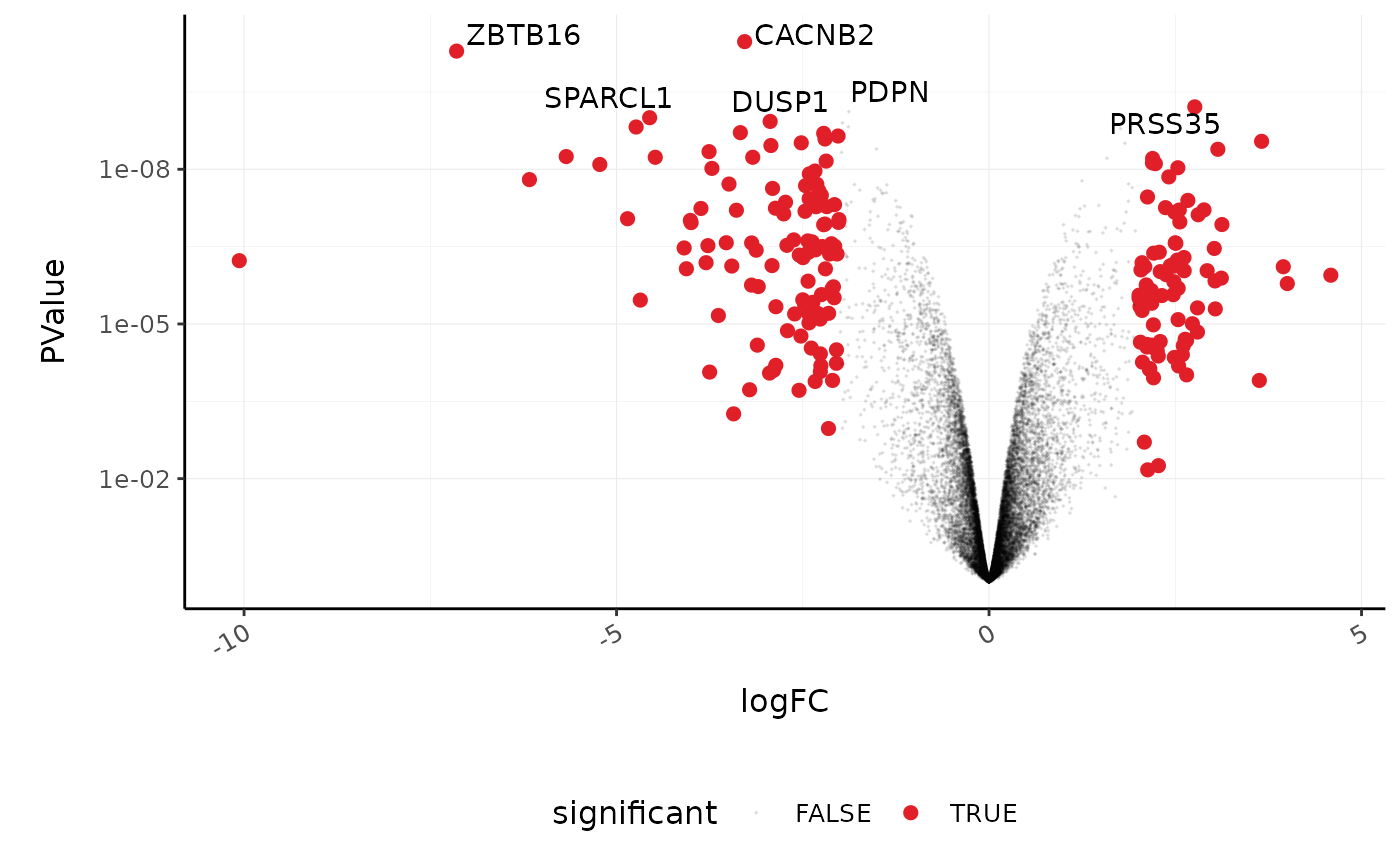 ZBTB16
CACNB2
SPARCL1
DUSP1
PDPN
PRSS35
1e-08
1e-05
1e-02
PValue
-10
-5
0
5
logFC
significant FALSE TRUE